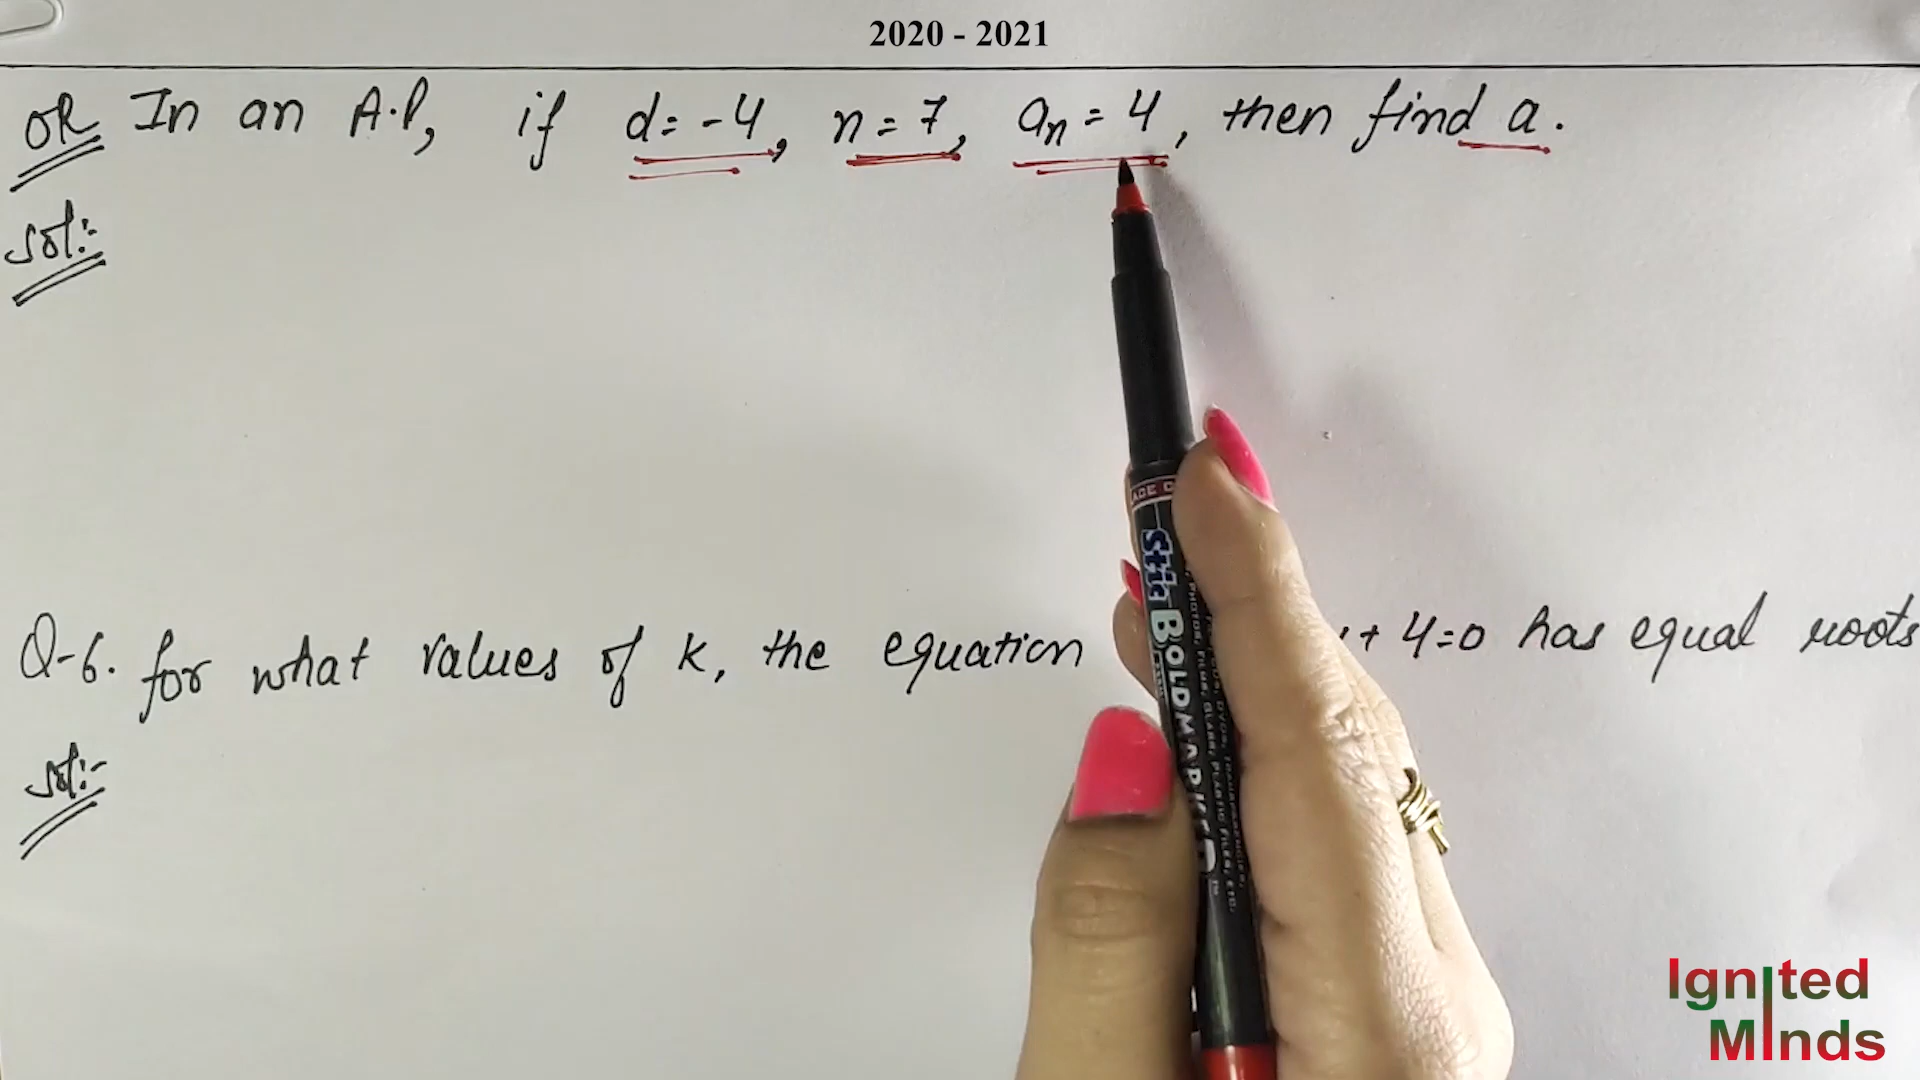 2020 - 2021
OR In an A.P, if d=-4, n=7, an=4, then find a.
Sol:-
Q-6. for what values of k, the equation + 4=0 has equal roots
Sol:-
BOLDMARKER
Ignited
Minds